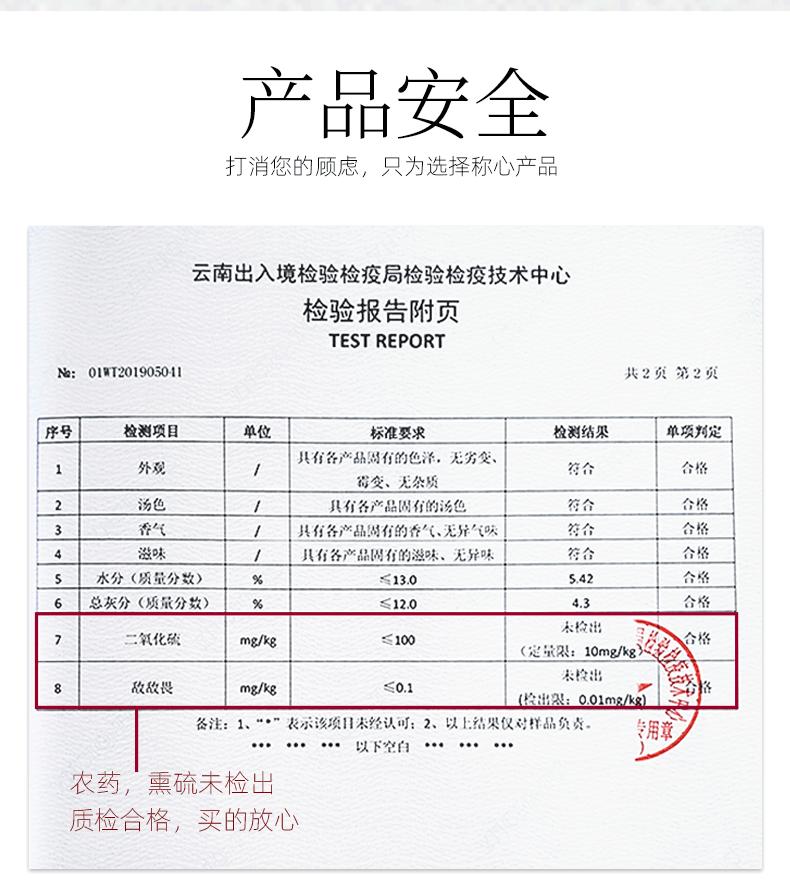 产品安全
打消您的顾虑，只为选择称心产品
云南出入境检验检疫局检验检疫技术中心
检验报告附页
TEST REPORT
№： 01WT201905041 共 2 页 第 2 页
序号 检测项目 单位 标准要求 检测结果 单项判定
1 外观 / 具有各产品固有的色泽，无劣变、霉变、无杂质 符合 合格
2 汤色 / 具有各产品固有的汤色 符合 合格
3 香气 / 具有各产品固有的香气、无异气味 符合 合格
4 滋味 / 具有各产品固有的滋味、无异味 符合 合格
5 水分（质量分数） % ≤13.0 5.42 合格
6 总灰分（质量分数） % ≤12.0 4.3 合格
7 二氧化硫 mg/kg ≤100 未检出（定量限：10mg/kg） 合格
8 敌敌畏 mg/kg ≤0.1 未检出（检出限：0.01mg/kg) 合格
备注：1、“*”表示该项目未经认可；2、以上结果仅对样品负责。
*** *** *** 以下空白 *** *** ***
检验检疫技术中心
专用章
农药，熏硫未检出
质检合格，买的放心